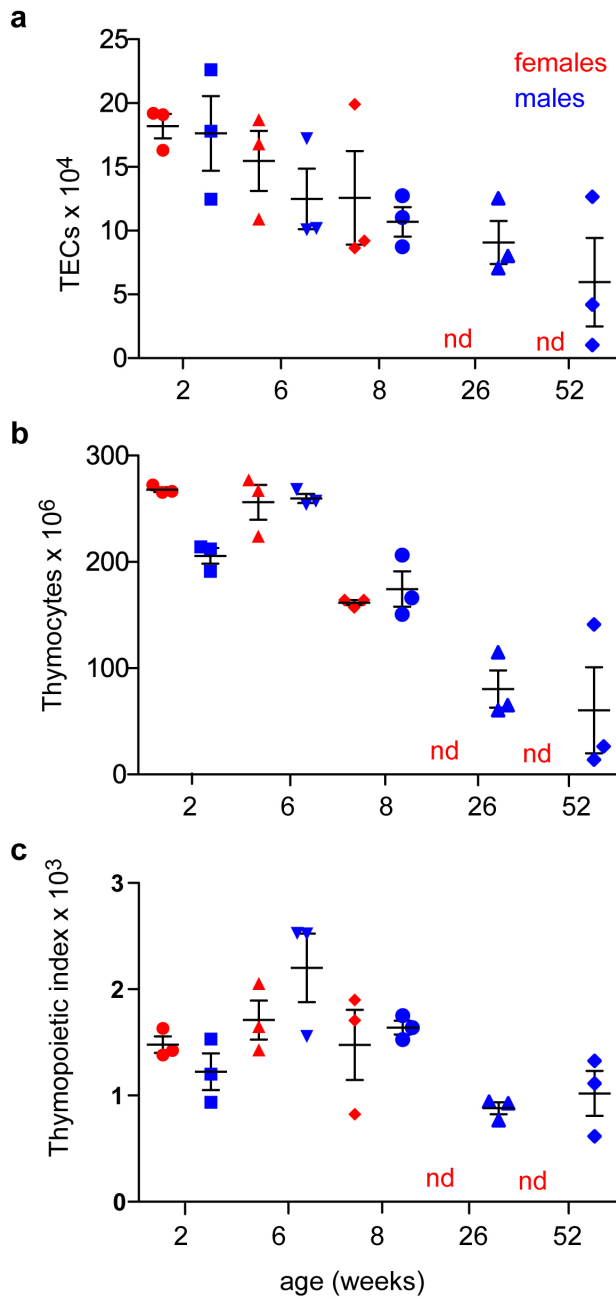 a
25
females
males
20
15
10
5
0
TECs x 10⁴
nd
nd
2
6
8
26
52
b
300
200
100
0
Thymocytes x 10⁶
nd
nd
2
6
8
26
52
c
3
2
1
0
Thymopoietic index x 10³
nd
nd
2
6
8
26
52
age (weeks)